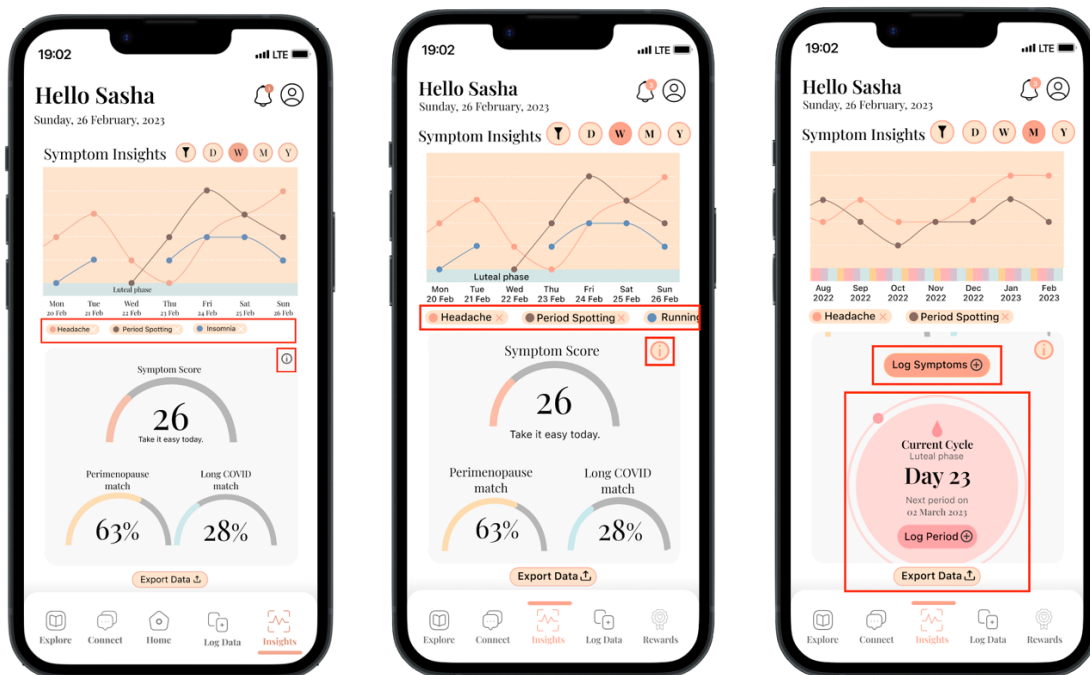 19:02
LTE
Hello Sasha
Sunday, 26 February, 2023
Symptom Insights D W M Y
Luteal phase
Mon Tue Wed Thu Fri Sat Sun
20 Feb 21 Feb 22 Feb 23 Feb 24 Feb 25 Feb 26 Feb
Headache Period Spotting Insomnia
Symptom Score
26
Take it easy today.
Perimenopause Long COVID
match match
63% 28%
Export Data
Explore Connect Home Log Data Insights
19:02
LTE
Hello Sasha
Sunday, 26 February, 2023
Symptom Insights D W M Y
Luteal phase
Mon Tue Wed Thu Fri Sat Sun
20 Feb 21 Feb 22 Feb 23 Feb 24 Feb 25 Feb 26 Feb
Headache Period Spotting Running
Symptom Score
26
Take it easy today.
Perimenopause Long COVID
match match
63% 28%
Export Data
Explore Connect Insights Log Data Rewards
19:02
LTE
Hello Sasha
Sunday, 26 February, 2023
Symptom Insights D W M Y
Aug Sep Oct Nov Dec Jan Feb
2022 2022 2022 2022 2022 2023 2023
Headache Period Spotting
Log Symptoms
Current Cycle
Luteal phase
Day 23
Next period on
02 March 2023
Log Period
Export Data
Explore Connect Insights Log Data Rewards